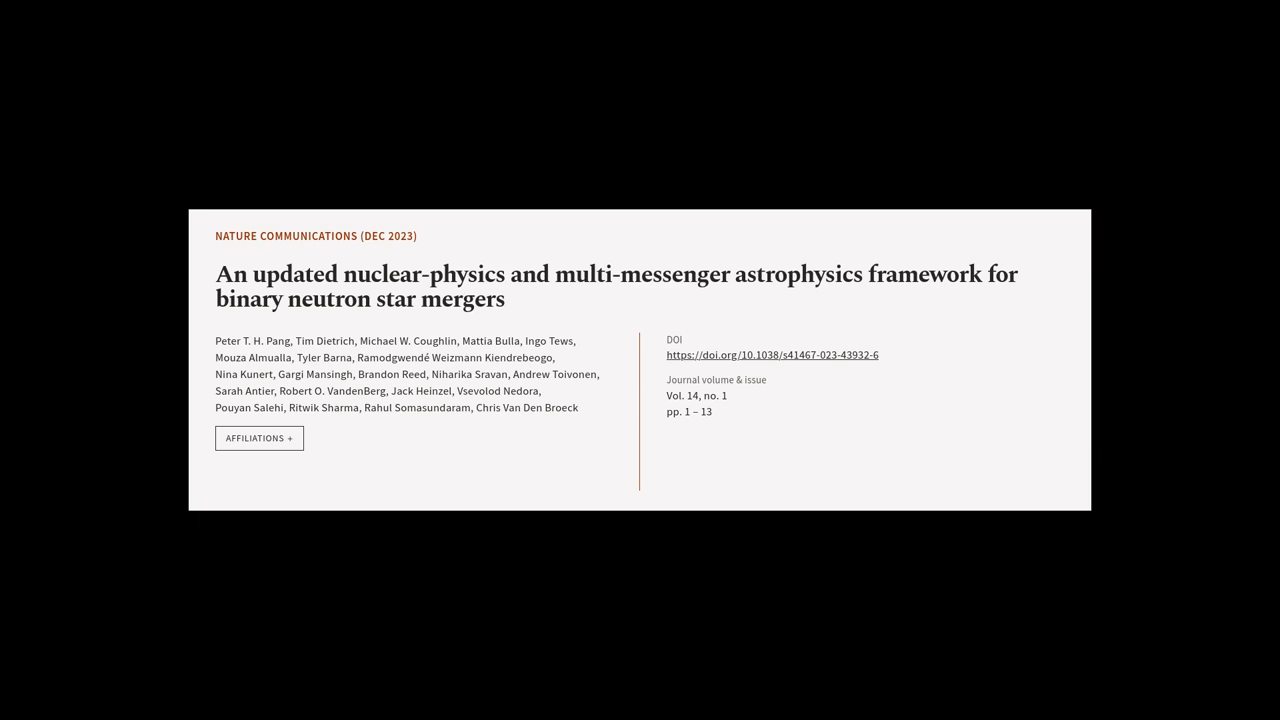 NATURE COMMUNICATIONS (DEC 2023)
An updated nuclear-physics and multi-messenger astrophysics framework for
binary neutron star mergers
Peter T. H. Pang, Tim Dietrich, Michael W. Coughlin, Mattia Bulla, Ingo Tews,
Mouza Almualla, Tyler Barna, Ramodgwendé Weizmann Kiendrebeogo,
Nina Kunert, Gargi Mansingh, Brandon Reed, Niharika Sravan, Andrew Toivonen,
Sarah Antier, Robert O. VandenBerg, Jack Heinzel, Vsevolod Nedora,
Pouyan Salehi, Ritwik Sharma, Rahul Somasundaram, Chris Van Den Broeck
AFFILIATIONS +
DOI
https://doi.org/10.1038/s41467-023-43932-6
Journal volume & issue
Vol. 14, no. 1
pp. 1 – 13